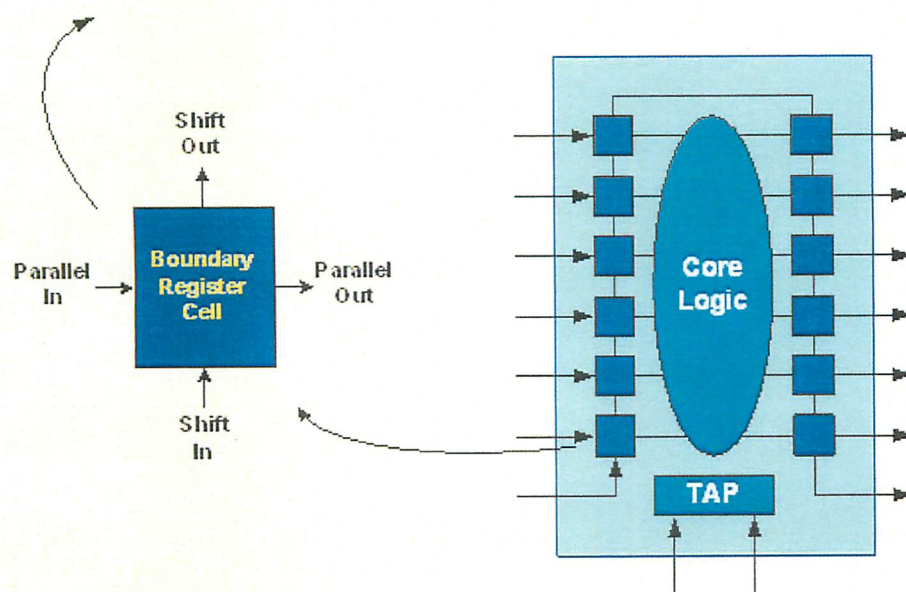 Shift
Out
Parallel
In
Boundary
Register
Cell
Parallel
Out
Shift
In
Core
Logic
TAP